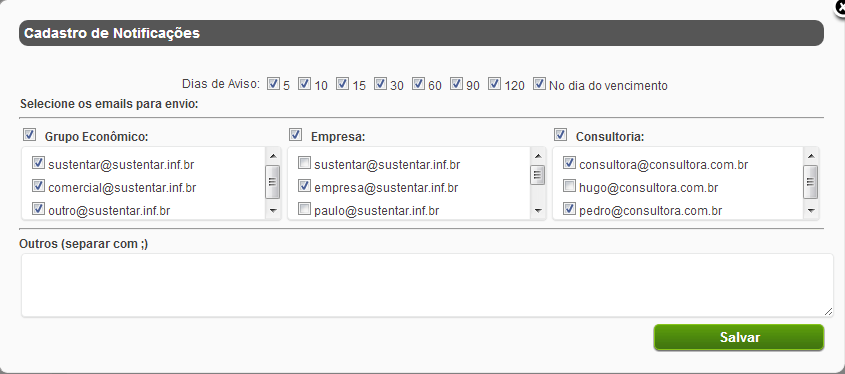 Cadastro de Notificações
Dias de Aviso: 5 10 15 30 60 90 120 No dia do vencimento
Selecione os emails para envio:
Grupo Econômico: Empresa: Consultoria:
sustentar@sustentar.inf.br sustentar@sustentar.inf.br consultora@consultora.com.br
comercial@sustentar.inf.br empresa@sustentar.inf.br hugo@consultora.com.br
outro@sustentar.inf.br paulo@sustentar.inf.br pedro@consultora.com.br
Outros (separar com ;)
Salvar